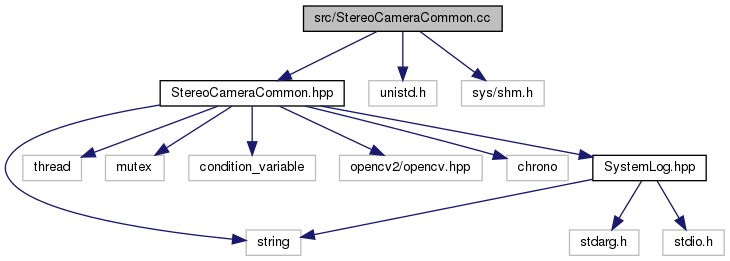 src/StereoCameraCommon.cc
StereoCameraCommon.hpp
unistd.h
sys/shm.h
thread
mutex
condition_variable
opencv2/opencv.hpp
chrono
SystemLog.hpp
string
stdarg.h
stdio.h